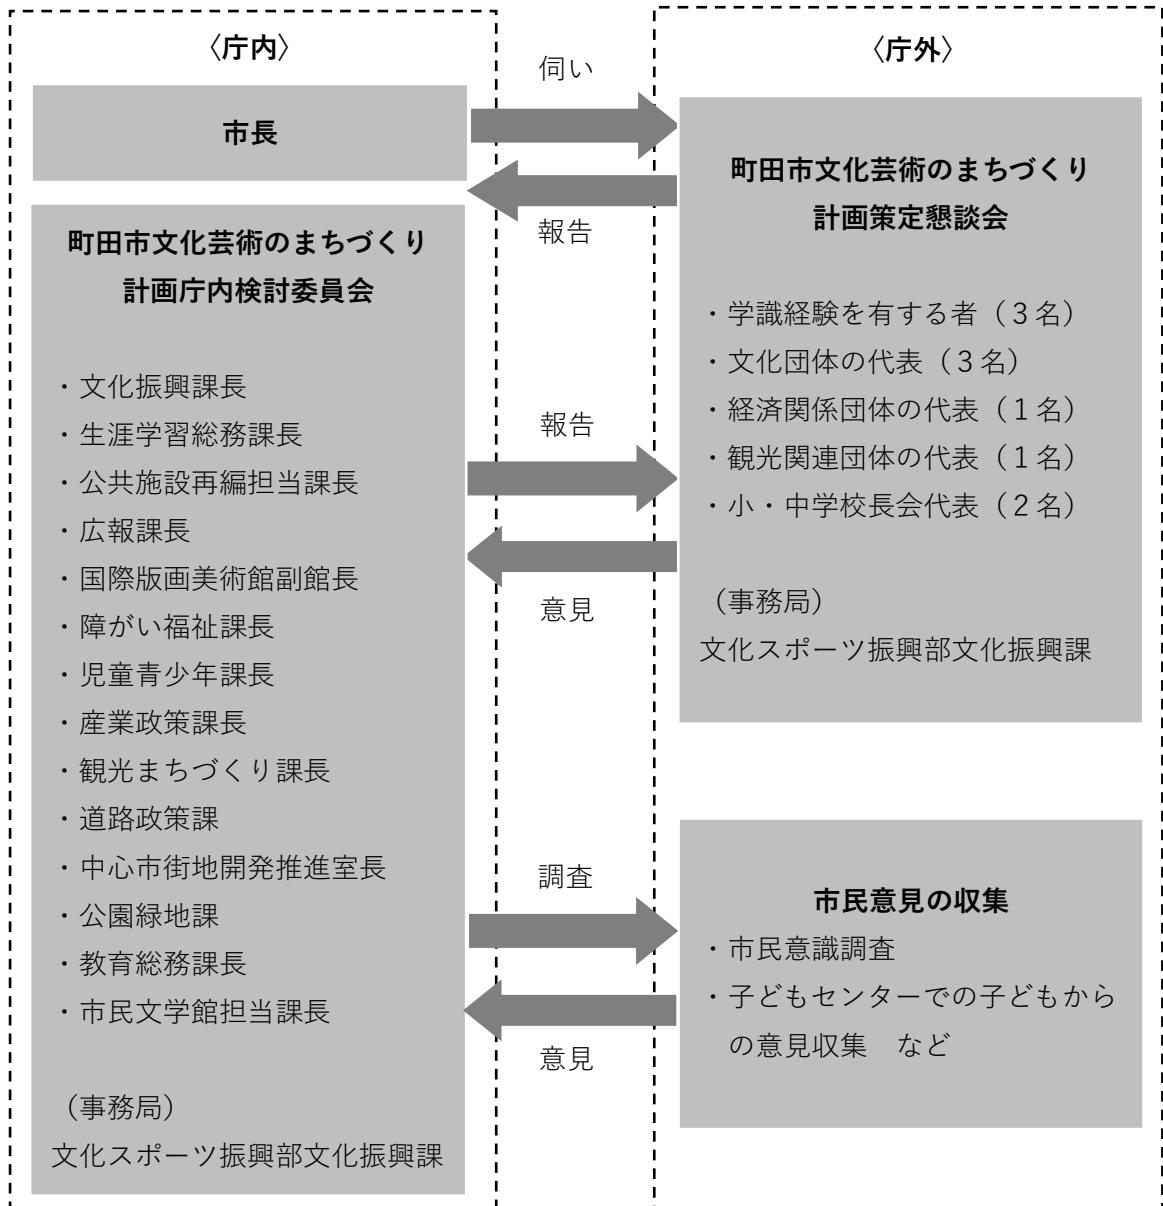 〈庁内〉
市長
町田市文化芸術のまちづくり
計画庁内検討委員会
・文化振興課長
・生涯学習総務課長
・公共施設再編担当課長
・広報課長
・国際版画美術館副館長
・障がい福祉課長
・児童青少年課長
・産業政策課長
・観光まちづくり課長
・道路政策課
・中心市街地開発推進室長
・公園緑地課
・教育総務課長
・市民文学館担当課長
（事務局）
文化スポーツ振興部文化振興課
伺い
報告
報告
意見
調査
意見
〈庁外〉
町田市文化芸術のまちづくり
計画策定懇談会
・学識経験を有する者（３名）
・文化団体の代表（３名）
・経済関係団体の代表（１名）
・観光関連団体の代表（１名）
・小・中学校長会代表（２名）
（事務局）
文化スポーツ振興部文化振興課
市民意見の収集
・市民意識調査
・子どもセンターでの子どもから
の意見収集　など